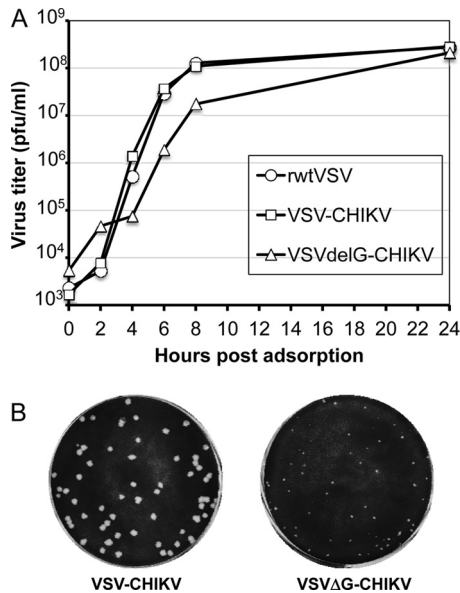 A
10⁹
10⁸
10⁷
10⁶
10⁵
10⁴
10³
Virus titer (pfu/ml)
rwtVSV
VSV-CHIKV
VSVdelG-CHIKV
0 2 4 6 8 10 12 14 16 18 20 22 24
Hours post adsorption
B
VSV-CHIKV VSVΔG-CHIKV